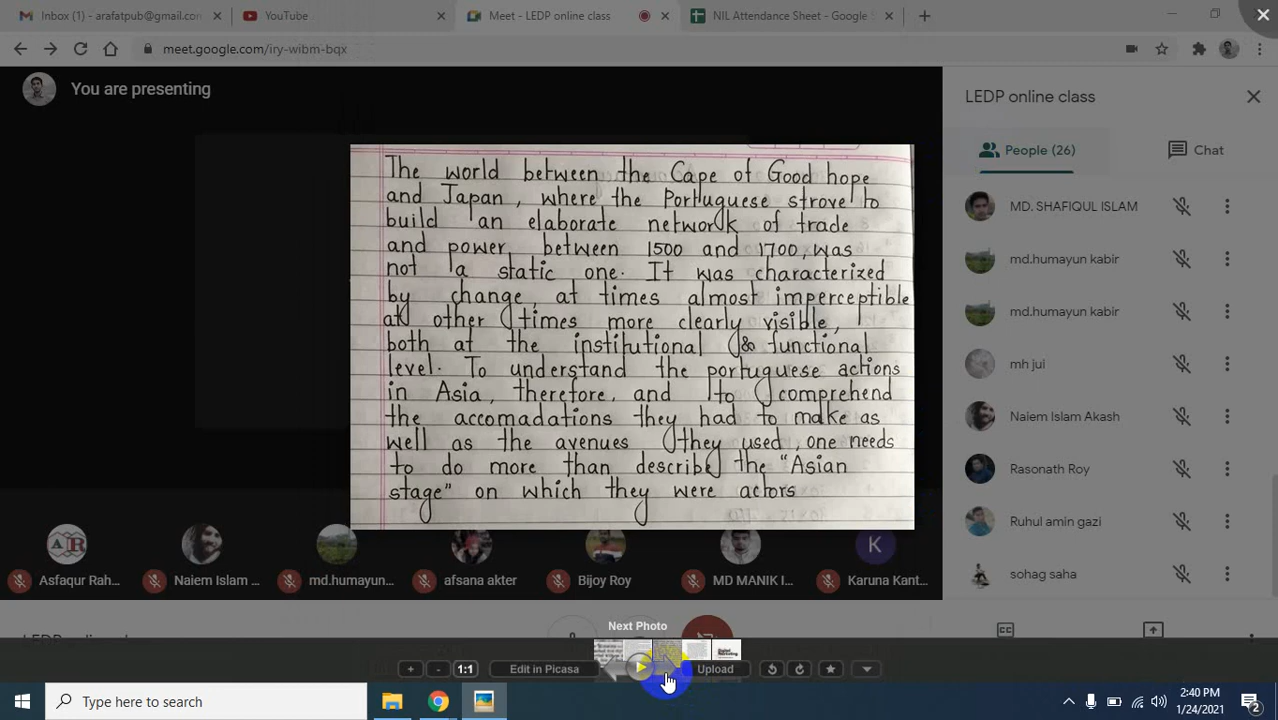 Inbox (1) - arafatpub@gmail.con
YouTube
Meet - LEDP online class
NIL Attendance Sheet - Google S
meet.google.com/iry-wibm-bqx
You are presenting
LEDP online class
People (26)
Chat
The world between the Cape of Good hope
and Japan, where the Portuguese strove to
build an elaborate network of trade
and power between 1500 and 1700, was
not a static one. It was characterized
by change, at times almost imperceptible
at other times more clearly visible,
both at the institutional & functional
level. To understand the portuguese actions
in Asia, therefore, and to comprehend
the accomadations they had to make as
well as the avenues they used, one needs
to do more than describe the "Asian
stage" on which they were actors
MD. SHAFIQUL ISLAM
md.humayun kabir
md.humayun kabir
mh jui
Naiem Islam Akash
Rasonath Roy
Ruhul amin gazi
sohag saha
AR
K
Asfaqur Rah...
Naiem Islam ...
md.humayun...
afsana akter
Bijoy Roy
MD MANIK I...
Karuna Kant...
Next Photo
+
-
1:1
Edit in Picasa
Upload
Type here to search
2:40 PM
1/24/2021
2